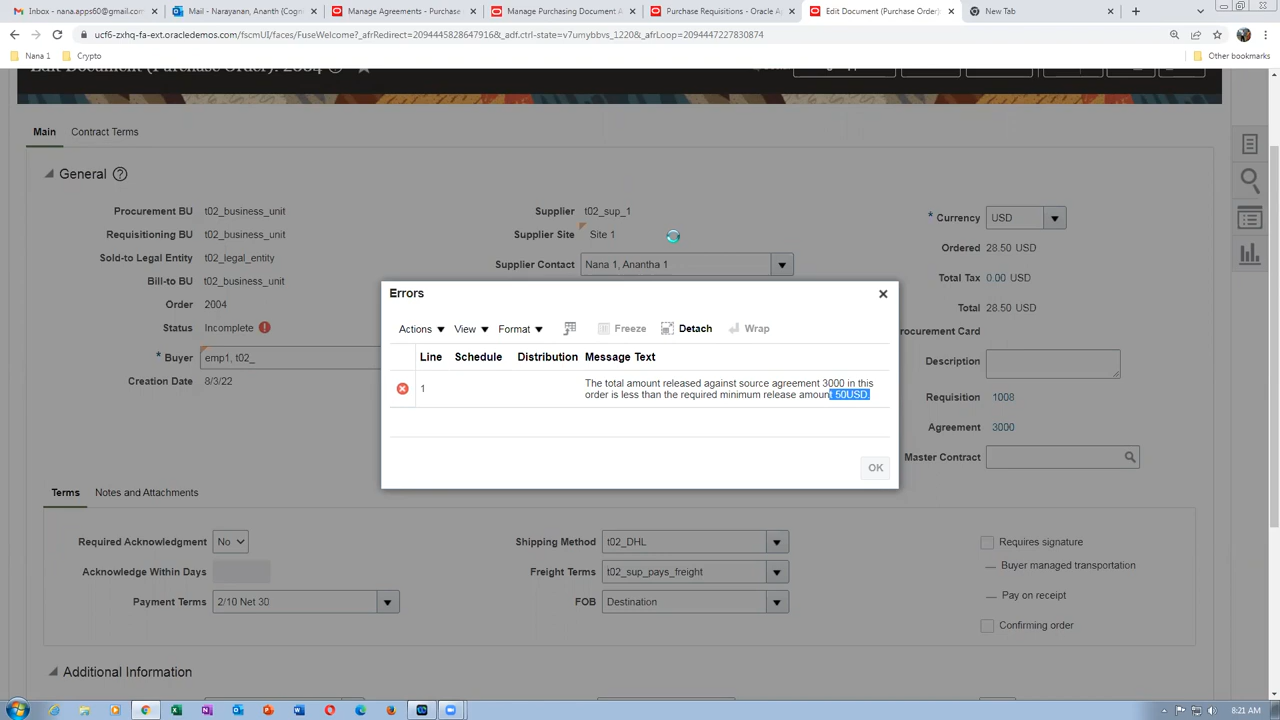 Inbox - nana.apps60@gmail.com
Mail - Narayanan, Ananth (Cogn
Manage Agreements - Purchase
Manage Purchasing Document A
Purchase Requisitions - Oracle A
Edit Document (Purchase Order)
New Tab
ucf6-zxhq-fa-ext.oracledemos.com/fscmUI/faces/FuseWelcome?_afrRedirect=20944458286479
Nana 1
Crypto
Other bookmarks
Edit Document (Purchase Order): 2004
Main
Contract Terms
General
Procurement BU t02_business_unit
Requisitioning BU t02_business_unit
Sold-to Legal Entity t02_legal_entity
Bill-to BU t02_business_unit
Order 2004
Status Incomplete
* Buyer emp1, t02_
Creation Date 8/3/22
Supplier t02_sup_1
Supplier Site Site 1
Supplier Contact Nana 1, Anantha 1
* Currency USD
Ordered 28.50 USD
Total Tax 0.00 USD
Total 28.50 USD
rocurement Card
Description
Requisition 1008
Agreement 3000
Master Contract
Errors
Actions View Format Freeze Detach Wrap
Line Schedule Distribution Message Text
1
The total amount released against source agreement 3000 in this
order is less than the required minimum release amount 50USD.
OK
Terms
Notes and Attachments
Required Acknowledgment No
Acknowledge Within Days
Payment Terms 2/10 Net 30
Shipping Method t02_DHL
Freight Terms t02_sup_pays_freight
FOB Destination
Requires signature
Buyer managed transportation
Pay on receipt
Confirming order
Additional Information
8:21 AM